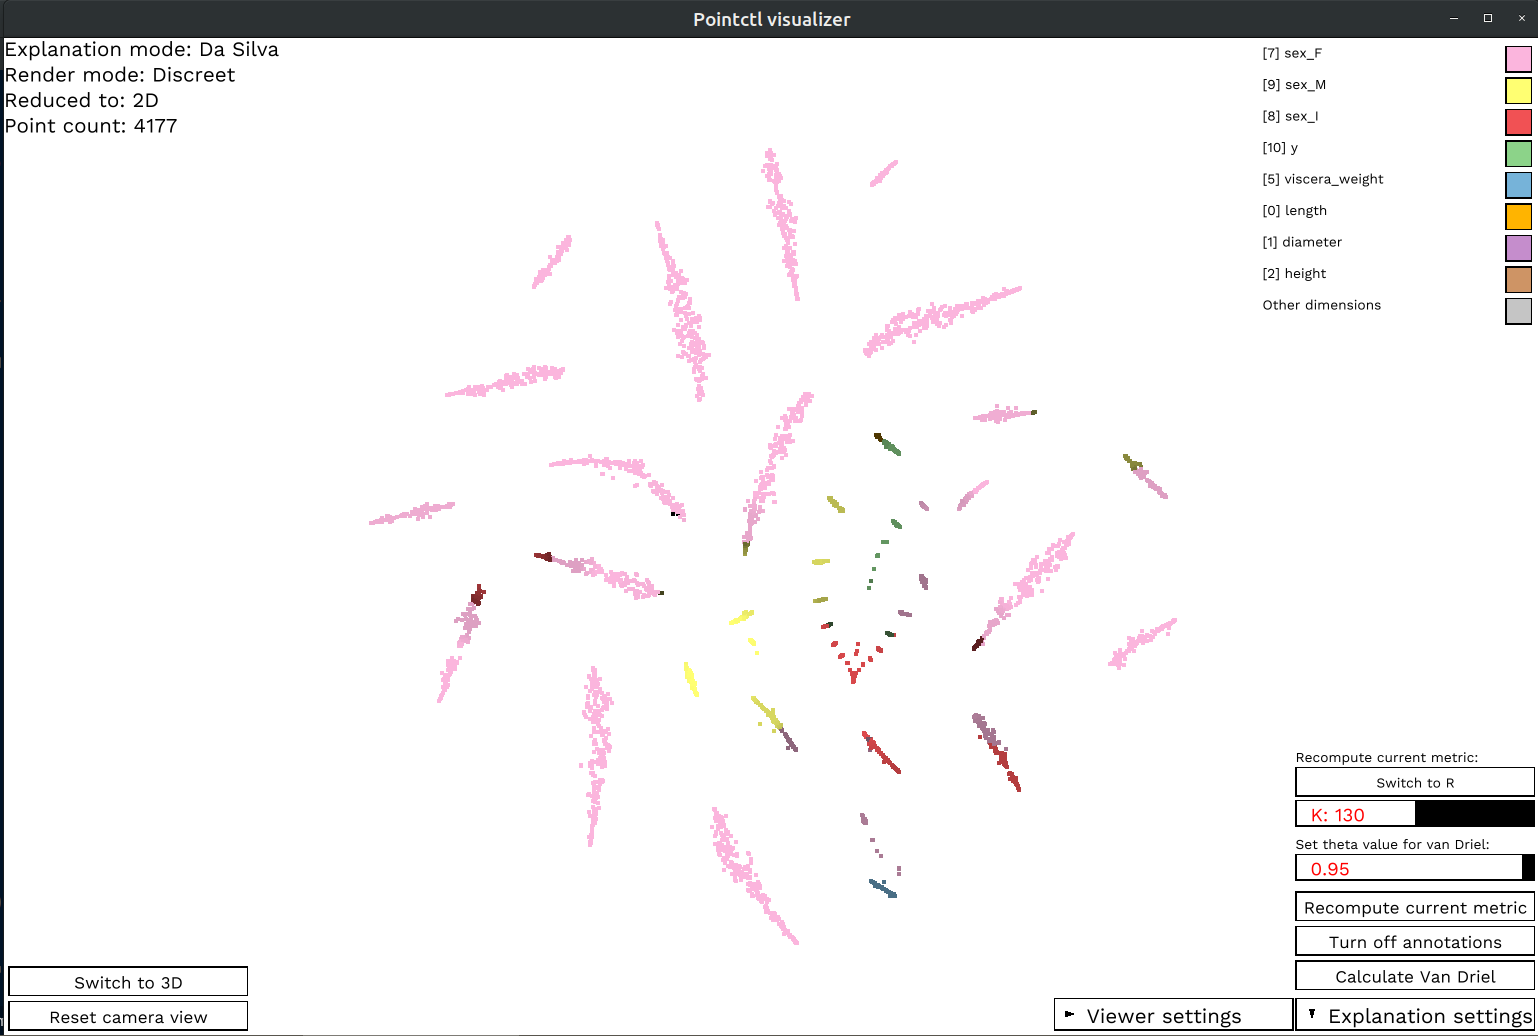 Pointctl visualizer
Explanation mode: Da Silva
Render mode: Discreet
Reduced to: 2D
Point count: 4177
[7] sex_F
[9] sex_M
[8] sex_I
[10] y
[5] viscera_weight
[0] length
[1] diameter
[2] height
Other dimensions
Recompute current metric:
Switch to R
K: 130
Set theta value for van Driel:
0.95
Recompute current metric
Turn off annotations
Calculate Van Driel
Switch to 3D
Reset camera view
Viewer settings
Explanation settings